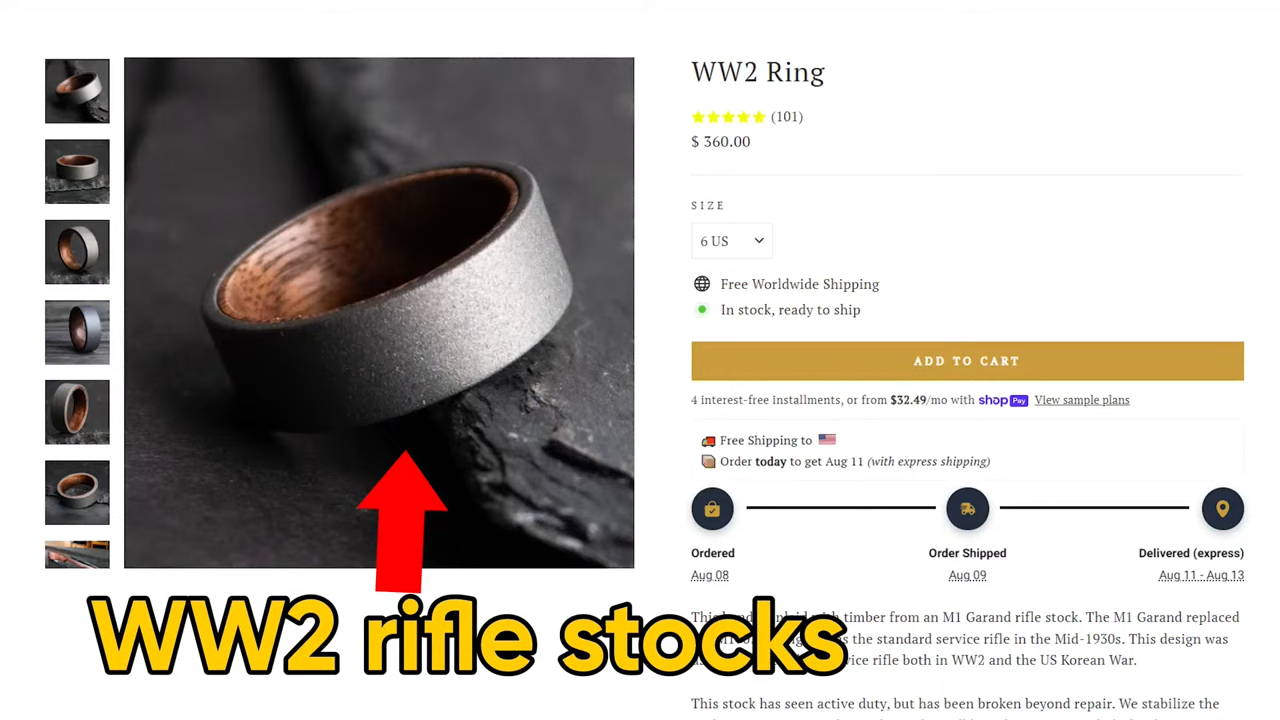 WW2 Ring
(101)
$ 360.00
SIZE
6 US
Free Worldwide Shipping
In stock, ready to ship
ADD TO CART
4 interest-free installments, or from $32.49/mo with shop Pay View sample plans
Free Shipping to
Order today to get Aug 11 (with express shipping)
Ordered
Order Shipped
Delivered (express)
Aug 08
Aug 09
Aug 11 - Aug 13
This timber from an M1 Garand rifle stock. The M1 Garand replaced
the standard service rifle in the Mid-1930s. This design was
rifle both in WW2 and the US Korean War.
This stock has seen active duty, but has been broken beyond repair. We stabilize the
WW2 rifle stocks